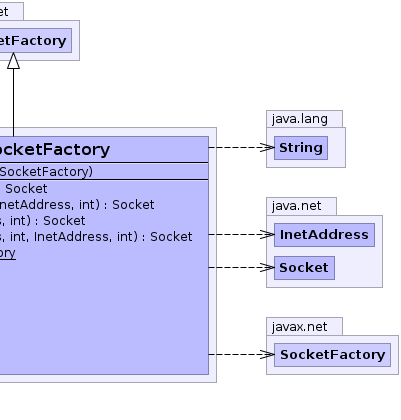 et
etFactory
ocketFactory
SocketFactory)
: Socket
InetAddress, int) : Socket
s, int) : Socket
s, int, InetAddress, int) : Socket
ory
java.lang
String
java.net
InetAddress
Socket
javax.net
SocketFactory